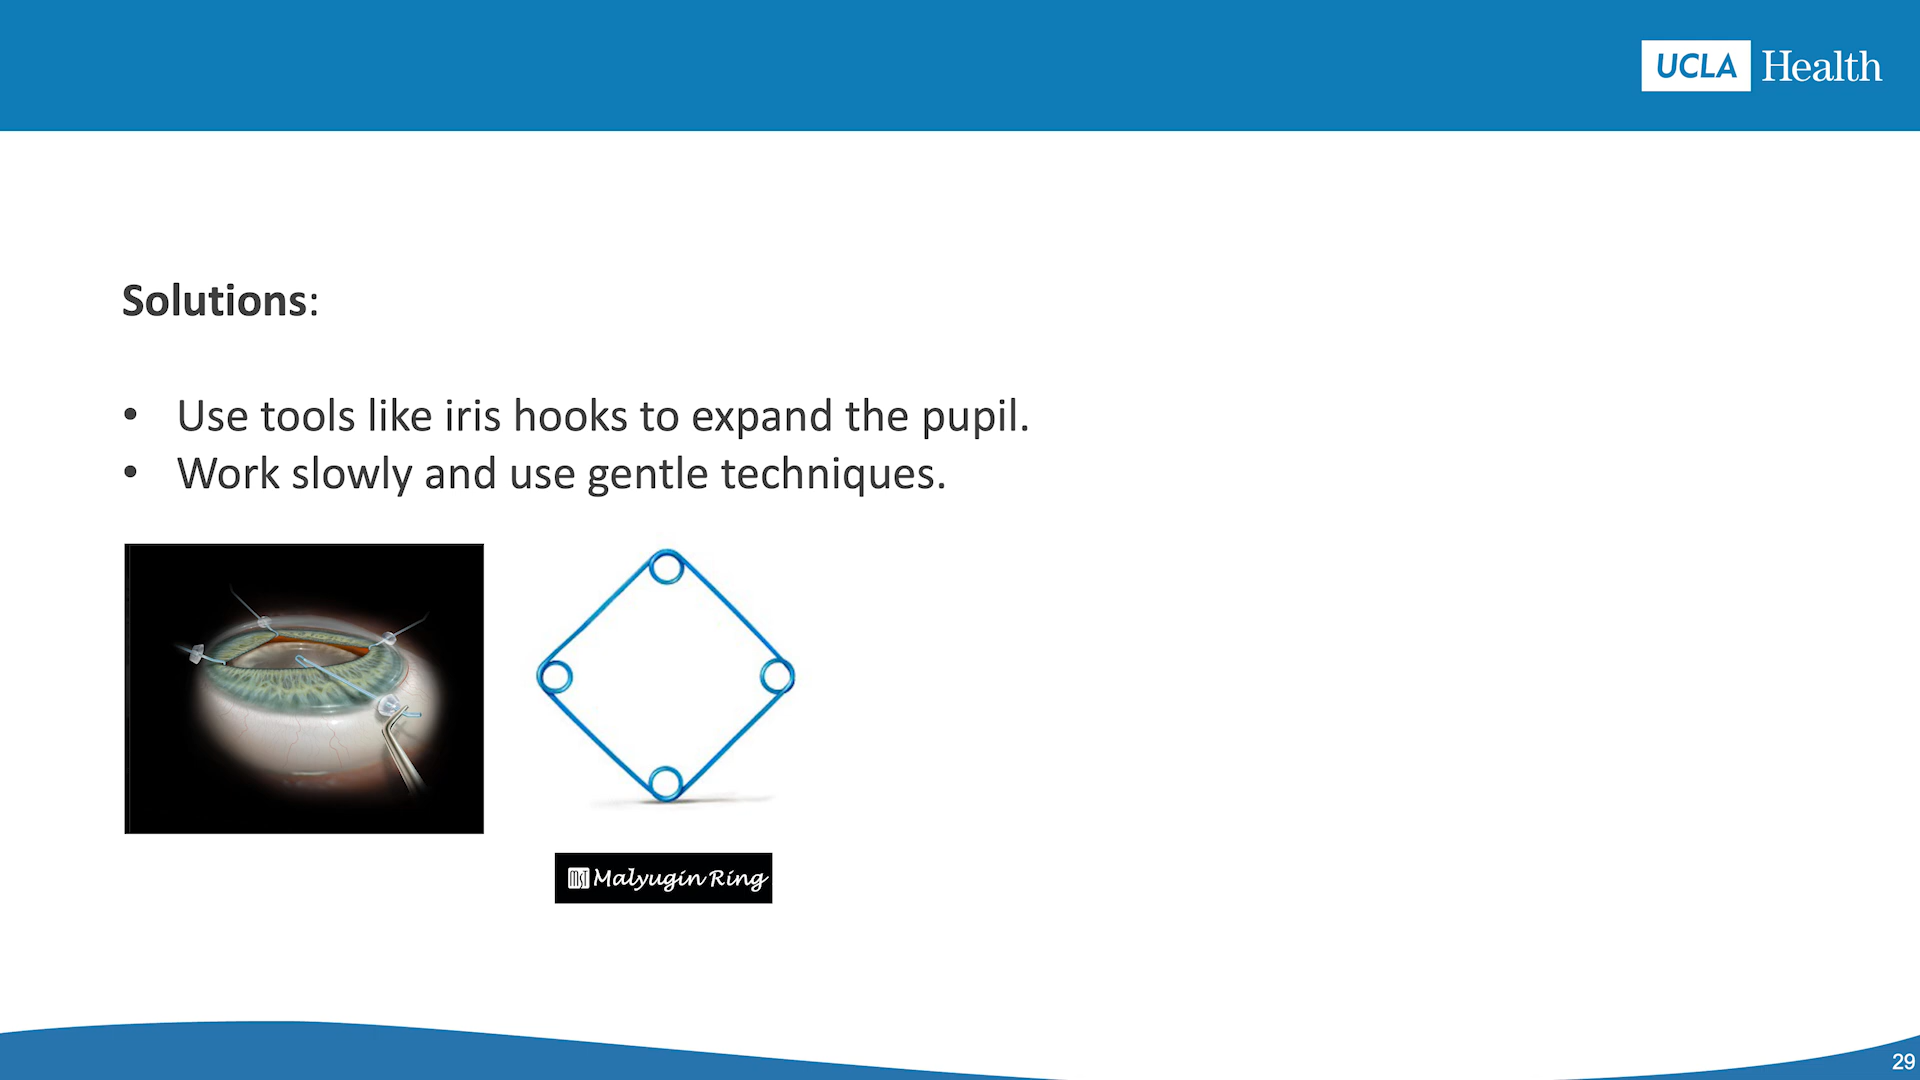 UCLA Health
Solutions:
• Use tools like iris hooks to expand the pupil.
• Work slowly and use gentle techniques.
MST Malyugin Ring
29